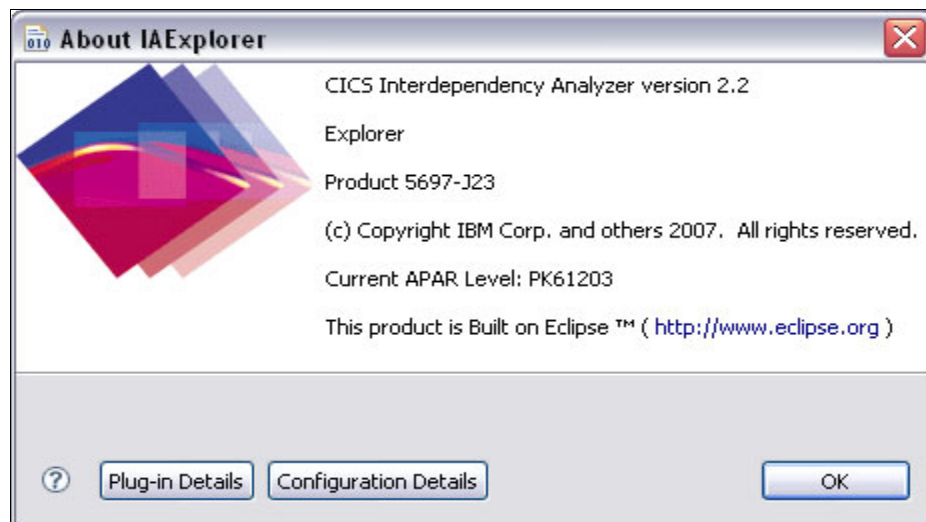 010 About IAExplorer
CICS Interdependency Analyzer version 2.2
Explorer
Product 5697-J23
(c) Copyright IBM Corp. and others 2007.  All rights reserved.
Current APAR Level: PK61203
This product is Built on Eclipse ™ ( http://www.eclipse.org )
? Plug-in Details Configuration Details OK